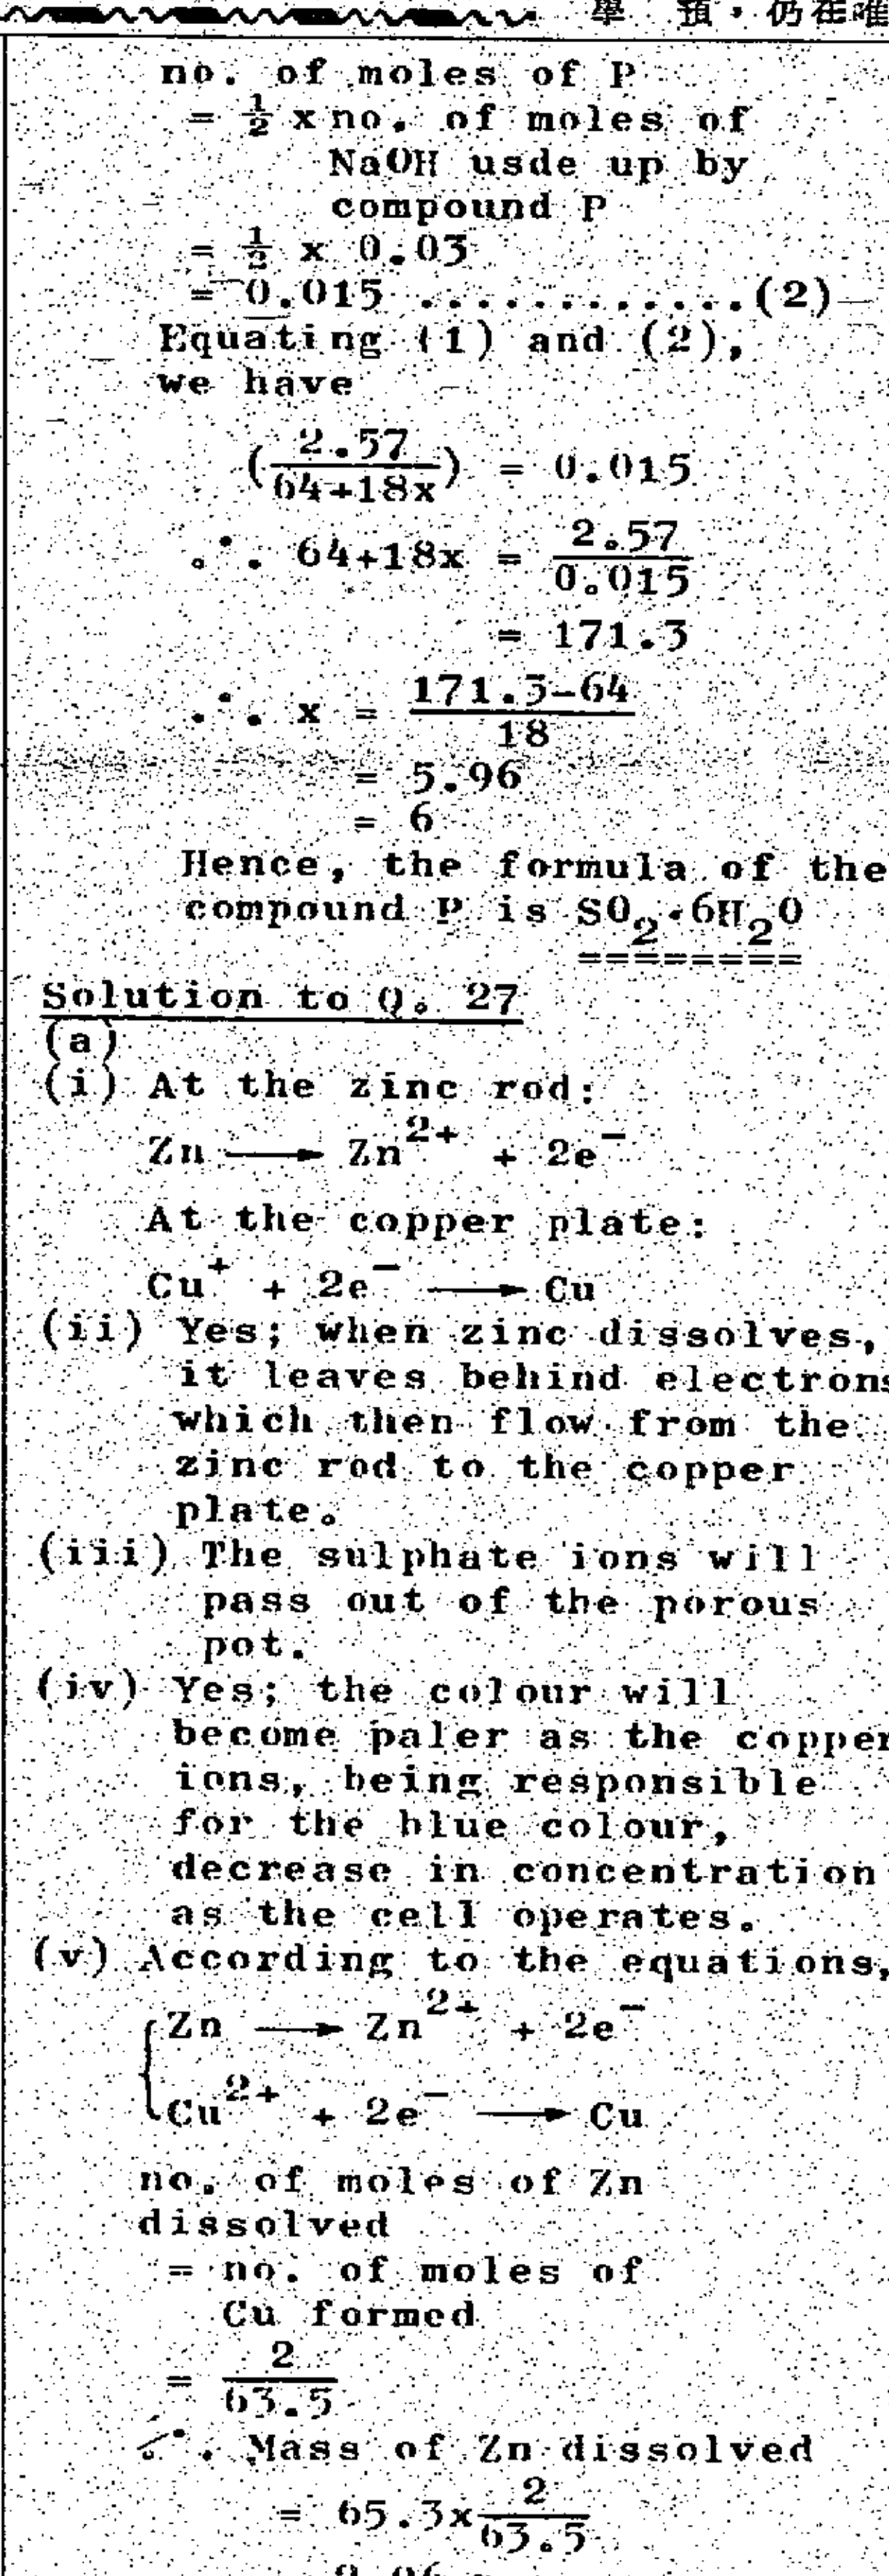 學 預,仍在唯
no. of moles of P
= 1/2 x no. of moles of
NaOH usde up by
compound P
= 1/2 x 0.03
= 0.015 ............(2)
Equating (1) and (2),
we have
(2.57/64+18x) = 0.015
∴ 64+18x = 2.57/0.015
= 171.3
∴ x = 171.3-64/18
= 5.96
= 6
Hence, the formula of the
compound P is SO₂·6H₂O
========
Solution to Q. 27
(a)
(i) At the zinc rod:
Zn → Zn²⁺ + 2e⁻
At the copper plate:
Cu⁺ + 2e⁻ → Cu
(ii) Yes; when zinc dissolves,
it leaves behind electrons
which then flow from the
zinc rod to the copper
plate.
(iii) The sulphate ions will
pass out of the porous
pot.
(iv) Yes; the colour will
become paler as the copper
ions, being responsible
for the blue colour,
decrease in concentration
as the cell operates.
(v) According to the equations,
Zn → Zn²⁺ + 2e⁻
Cu²⁺ + 2e⁻ → Cu
no. of moles of Zn
dissolved
= no. of moles of
Cu formed
= 2/63.5
∴ Mass of Zn dissolved
= 65.3x2/63.5